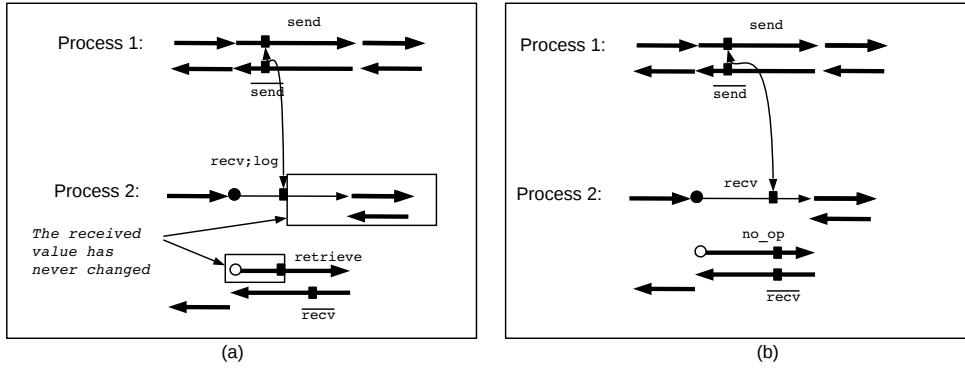 send
Process 1:
send
recv;log
Process 2:
The received
value has
never changed
retrieve
recv
(a)
send
Process 1:
send
recv
Process 2:
no_op
recv
(b)